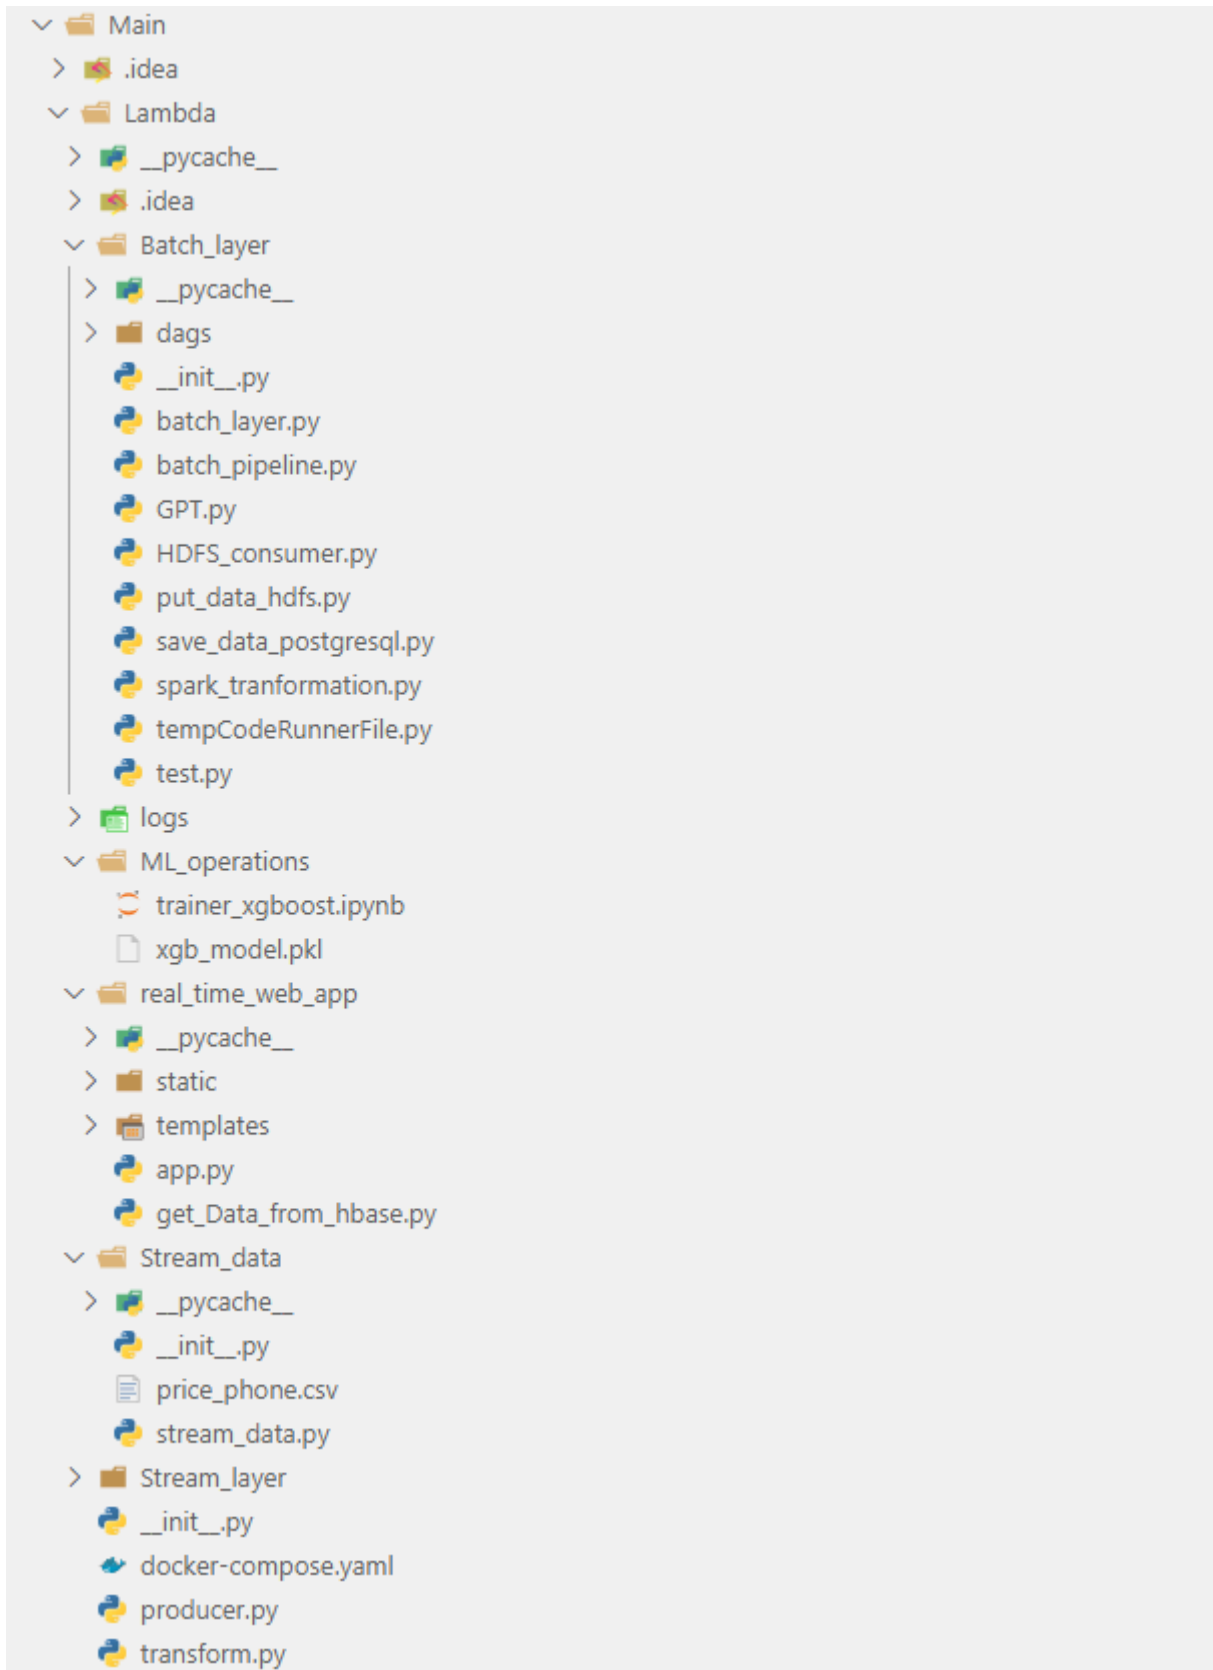 Main
.idea
Lambda
__pycache__
.idea
Batch_layer
__pycache__
dags
__init__.py
batch_layer.py
batch_pipeline.py
GPT.py
HDFS_consumer.py
put_data_hdfs.py
save_data_postgresql.py
spark_tranformation.py
tempCodeRunnerFile.py
test.py
logs
ML_operations
trainer_xgboost.ipynb
xgb_model.pkl
real_time_web_app
__pycache__
static
templates
app.py
get_Data_from_hbase.py
Stream_data
__pycache__
__init__.py
price_phone.csv
stream_data.py
Stream_layer
__init__.py
docker-compose.yaml
producer.py
transform.py